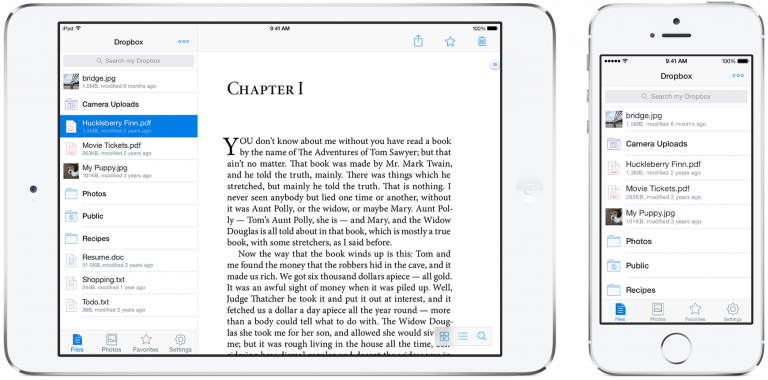 iPad 9:41 AM 100%
Dropbox
Search my Dropbox
bridge.jpg
1.5MB, modified 6 months ago
Camera Uploads
Huckleberry Finn.pdf
1.3MB, modified 2 years ago
Movie Tickets.pdf
263KB, modified 2 years ago
My Puppy.jpg
101KB, modified 3 years ago
Photos
Public
Recipes
Resume.doc
51.0KB, modified 2 years ago
Shopping.txt
244B, modified 1 year ago
Todo.txt
36B, modified 2 years ago
Files Photos Favorites Settings
Chapter I
YOU don't know about me without you have read a book
by the name of The Adventures of Tom Sawyer; but that
ain't no matter. That book was made by Mr. Mark Twain,
and he told the truth, mainly. There was things which he
stretched, but mainly he told the truth. That is nothing. I
never seen anybody but lied one time or another, without
it was Aunt Polly, or the widow, or maybe Mary. Aunt Pol-
ly — Tom's Aunt Polly, she is — and Mary, and the Widow
Douglas is all told about in that book, which is mostly a true
book, with some stretchers, as I said before.
Now the way that the book winds up is this: Tom and
me found the money that the robbers hid in the cave, and it
made us rich. We got six thousand dollars apiece — all gold.
It was an awful sight of money when it was piled up. Well,
Judge Thatcher he took it and put it out at interest, and it
fetched us a dollar a day apiece all the year round — more
than a body could tell what to do with. The Widow Doug-
las she took me for her son, and allowed she would siv
me; but it was rough living in the house all the time,
9:41 AM 100%
Dropbox
Search my Dropbox
bridge.jpg
1.5MB, modified 6 months ago
Camera Uploads
Huckleberry Finn.pdf
1.3MB, modified 2 years ago
Movie Tickets.pdf
263KB, modified 2 years ago
My Puppy.jpg
101KB, modified 3 years ago
Photos
Public
Recipes
Files Photos Favorites Settings